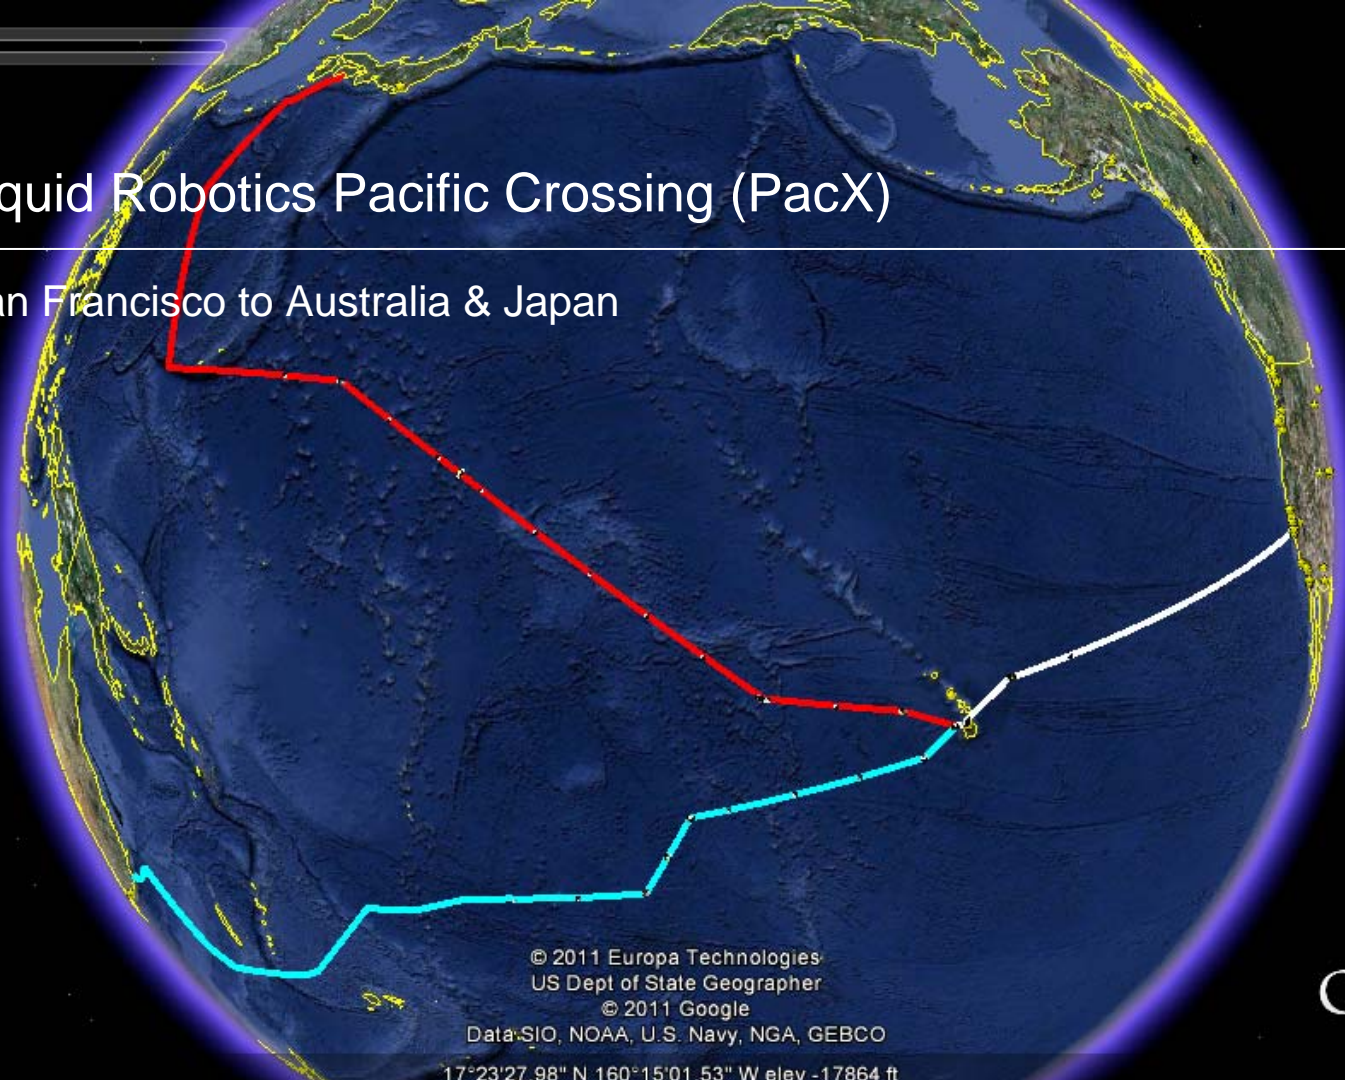 quid Robotics Pacific Crossing (PacX)
an Francisco to Australia & Japan
© 2011 Europa Technologies
US Dept of State Geographer
© 2011 Google
Data SIO, NOAA, U.S. Navy, NGA, GEBCO
17°23'27.98" N 160°15'01.53" W elev -17864 ft